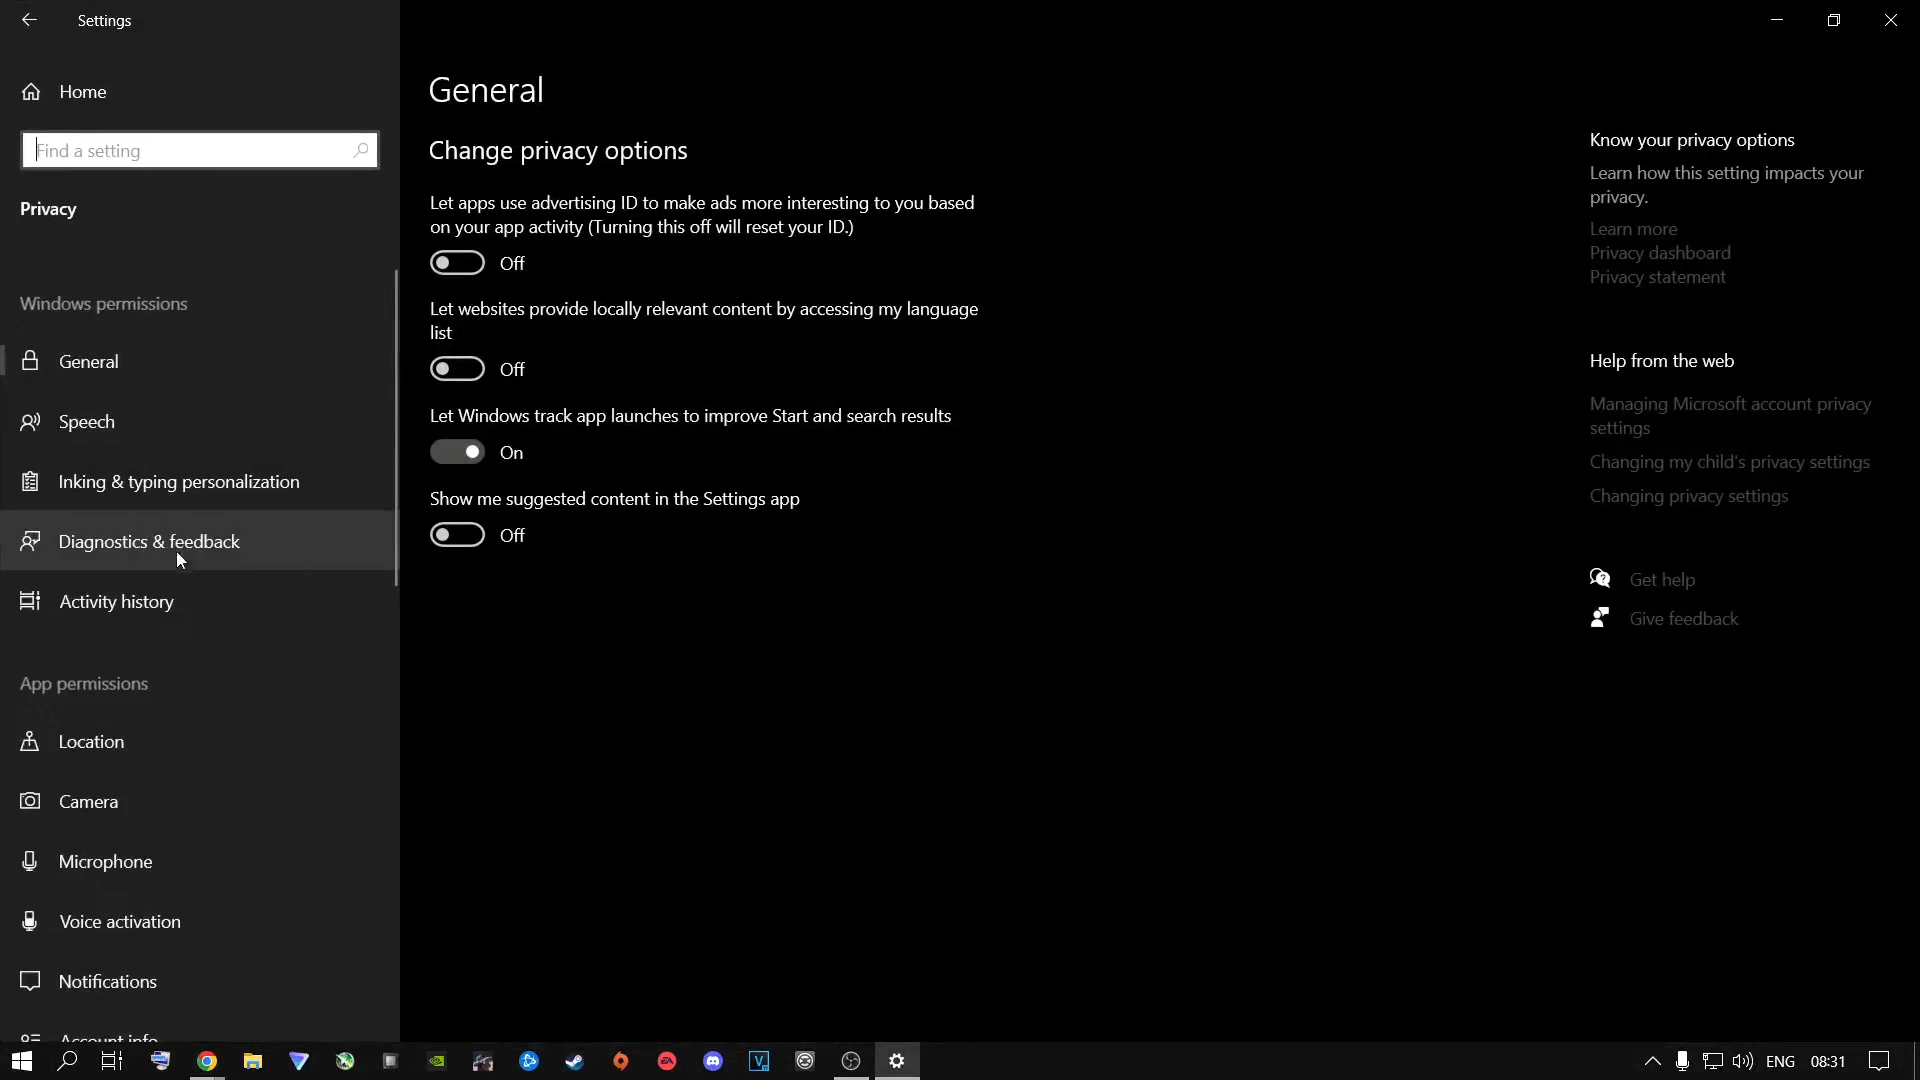 Settings
Home
Find a setting
Privacy
Windows permissions
General
Speech
Inking & typing personalization
Diagnostics & feedback
Activity history
App permissions
Location
Camera
Microphone
Voice activation
Notifications
Account info
General
Change privacy options
Let apps use advertising ID to make ads more interesting to you based
on your app activity (Turning this off will reset your ID.)
Off
Let websites provide locally relevant content by accessing my language
list
Off
Let Windows track app launches to improve Start and search results
On
Show me suggested content in the Settings app
Off
Know your privacy options
Learn how this setting impacts your
privacy.
Learn more
Privacy dashboard
Privacy statement
Help from the web
Managing Microsoft account privacy
settings
Changing my child's privacy settings
Changing privacy settings
Get help
Give feedback
EA
V
ENG
08:31